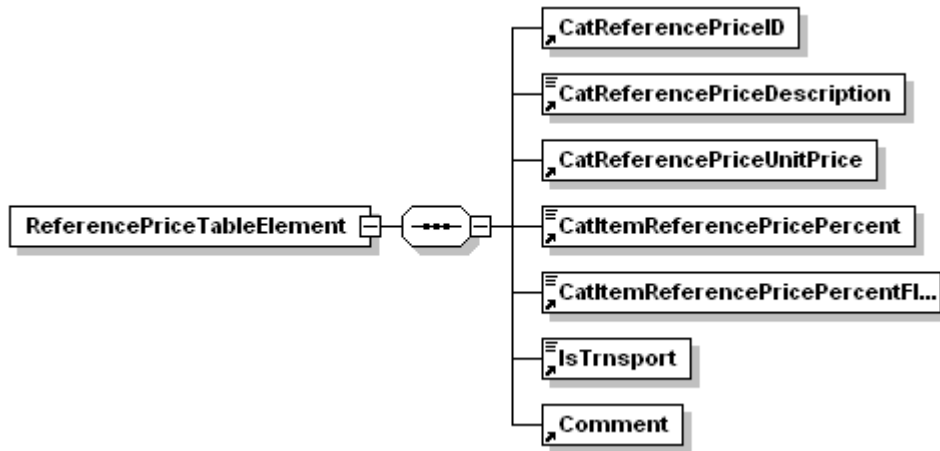 CatReferencePriceID
CatReferencePriceDescription
CatReferencePriceUnitPrice
ReferencePriceTableElement
CatItemReferencePricePercent
CatItemReferencePricePercentFl...
IsTrnsport
Comment